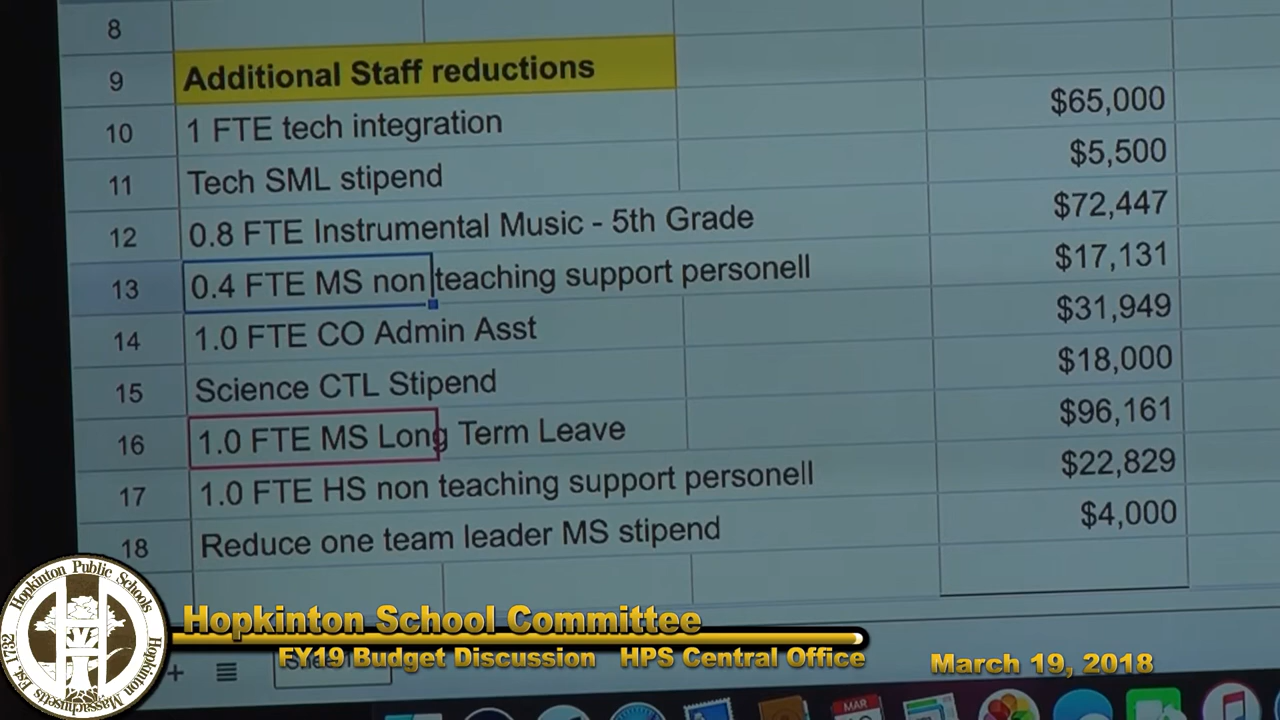 8
9 Additional Staff reductions
10 1 FTE tech integration $65,000
11 Tech SML stipend $5,500
12 0.8 FTE Instrumental Music - 5th Grade $72,447
13 0.4 FTE MS non teaching support personell $17,131
14 1.0 FTE CO Admin Asst $31,949
15 Science CTL Stipend $18,000
16 1.0 FTE MS Long Term Leave $96,161
17 1.0 FTE HS non teaching support personell $22,829
18 Reduce one team leader MS stipend $4,000
Hopkinton Public Schools
Hopkinton Massachusetts Est. 1732
Hopkinton School Committee
FY19 Budget Discussion HPS Central Office
March 19, 2018
MAR